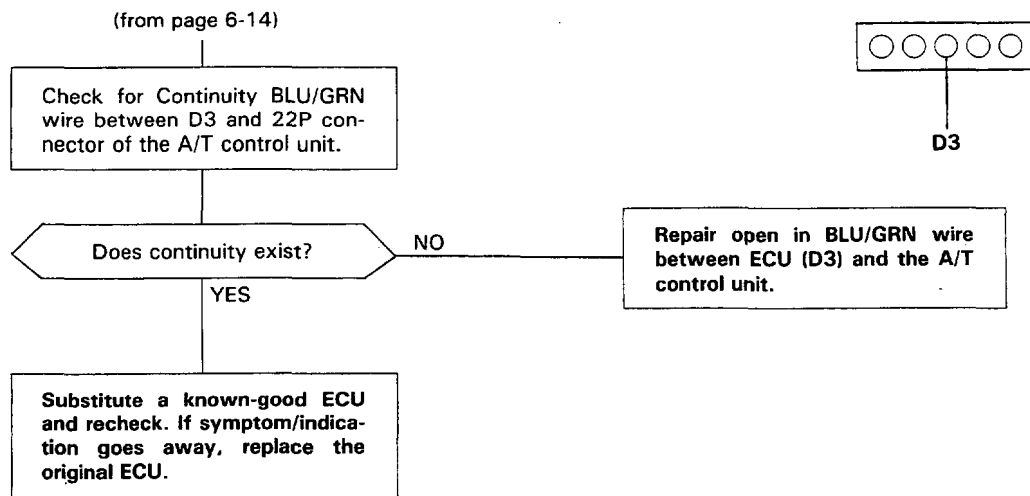 (from page 6-14)
Check for Continuity BLU/GRN
wire between D3 and 22P con-
nector of the A/T control unit.
D3
Does continuity exist?
NO
Repair open in BLU/GRN wire
between ECU (D3) and the A/T
control unit.
YES
Substitute a known-good ECU
and recheck. If symptom/indica-
tion goes away, replace the
original ECU.